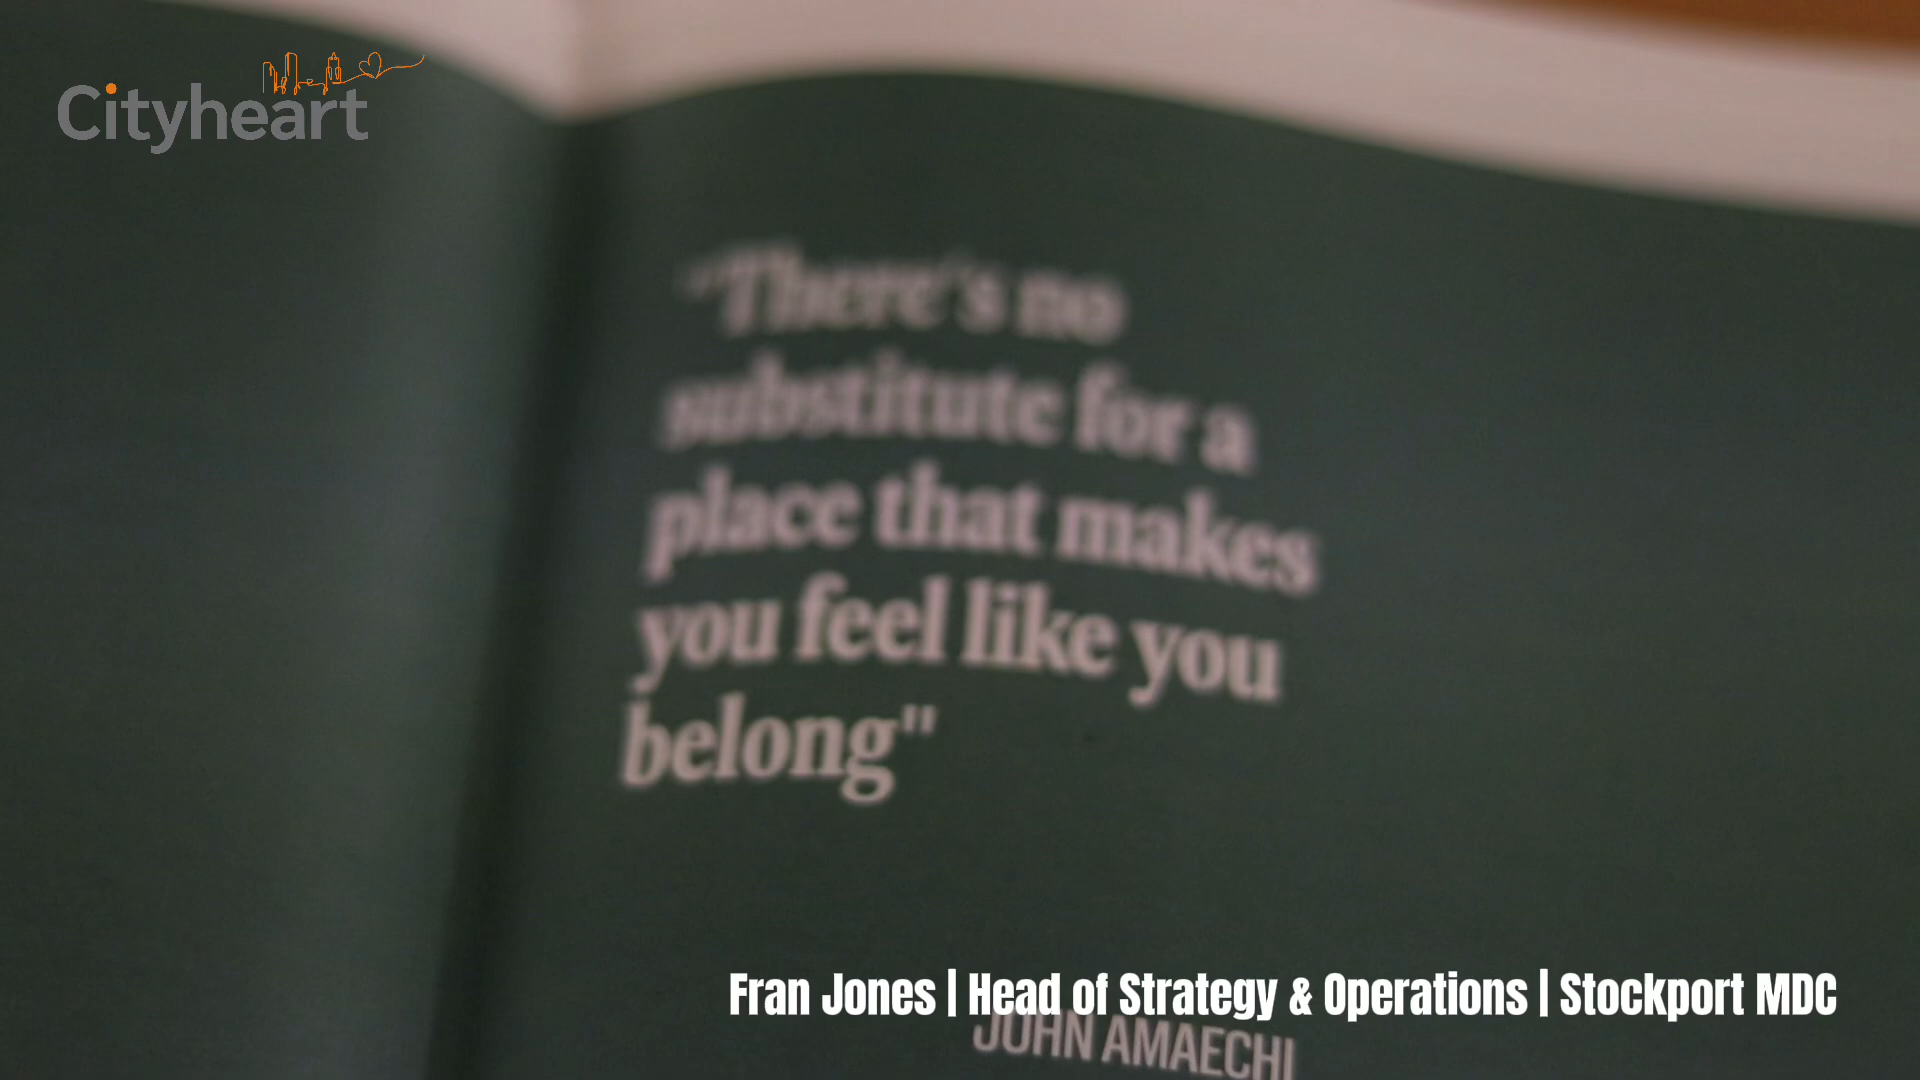 Cityheart
"There's no
substitute for a
place that makes
you feel like you
belong"
Fran Jones | Head of Strategy & Operations | Stockport MDC
JOHN AMAECHI